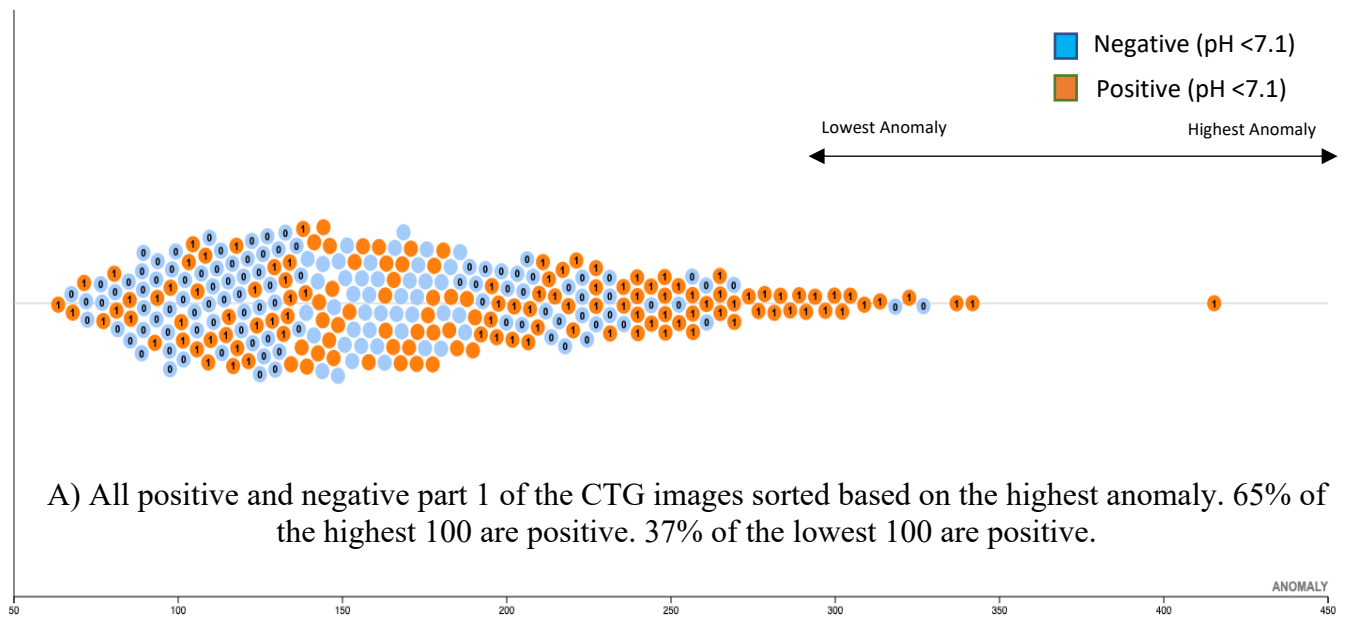 Negative (pH <7.1)
Positive (pH <7.1)
Lowest Anomaly
Highest Anomaly
A) All positive and negative part 1 of the CTG images sorted based on the highest anomaly. 65% of
the highest 100 are positive. 37% of the lowest 100 are positive.
ANOMALY
50 100 150 200 250 300 350 400 450